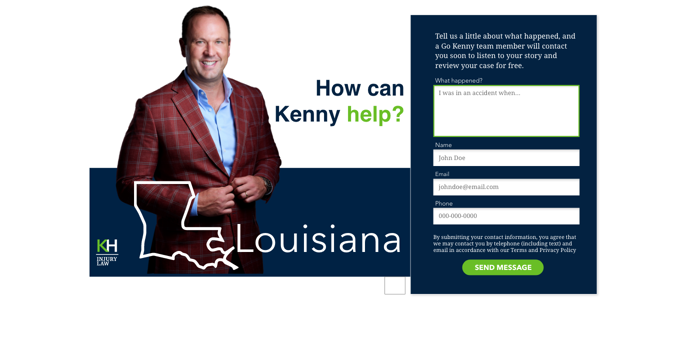 How can
Kenny help?
Louisiana
KH
INJURY
LAW
Tell us a little about what happened, and
a Go Kenny team member will contact
you soon to listen to your story and
review your case for free.
What happened?
I was in an accident when...
Name
John Doe
Email
johndoe@email.com
Phone
000-000-0000
By submitting your contact information, you agree that
we may contact you by telephone (including text) and
email in accordance with our Terms and Privacy Policy
SEND MESSAGE